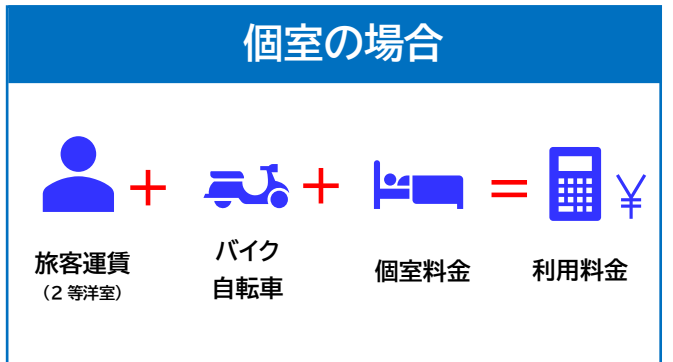 個室の場合
+ + = ¥
旅客運賃
(2 等洋室)
バイク
自転車
個室料金
利用料金